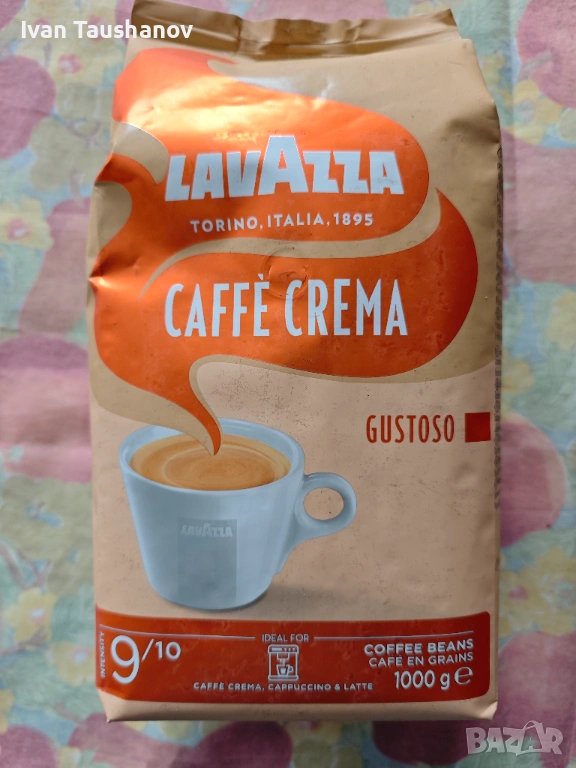 Ivan Taushanov
LAVAZZA
TORINO, ITALIA, 1895
CAFFÈ CREMA
GUSTOSO
LAVAZZA
INTENSITY
9/10
IDEAL FOR
CAFFÈ CREMA, CAPPUCCINO & LATTE
COFFEE BEANS
CAFÉ EN GRAINS
1000 g ℮
BAZAR